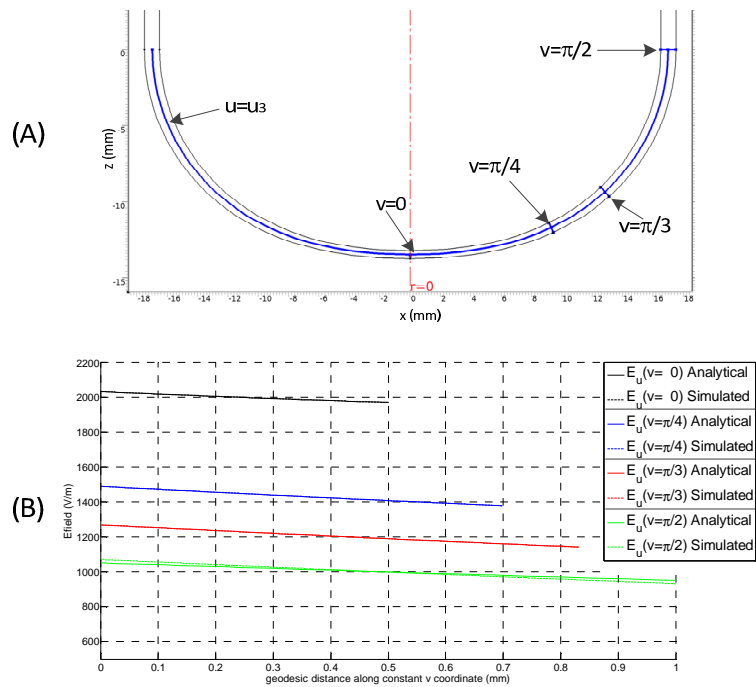 (A)
z (mm)
6
-5
-10
-15
u=u3
v=0
v=π/4
v=π/3
v=π/2
r=0
-18 -16 -14 -12 -10 -8 -6 -4 -2 0 2 4 6 8 10 12 14 16 18
x (mm)
(B)
Efield (V/m)
2200
2000
1800
1600
1400
1200
1000
800
600
0 0.1 0.2 0.3 0.4 0.5 0.6 0.7 0.8 0.9 1
geodesic distance along constant v coordinate (mm)
Eu(v= 0) Analytical
Eu(v= 0) Simulated
Eu(v=π/4) Analytical
Eu(v=π/4) Simulated
Eu(v=π/3) Analytical
Eu(v=π/3) Simulated
Eu(v=π/2) Analytical
Eu(v=π/2) Simulated